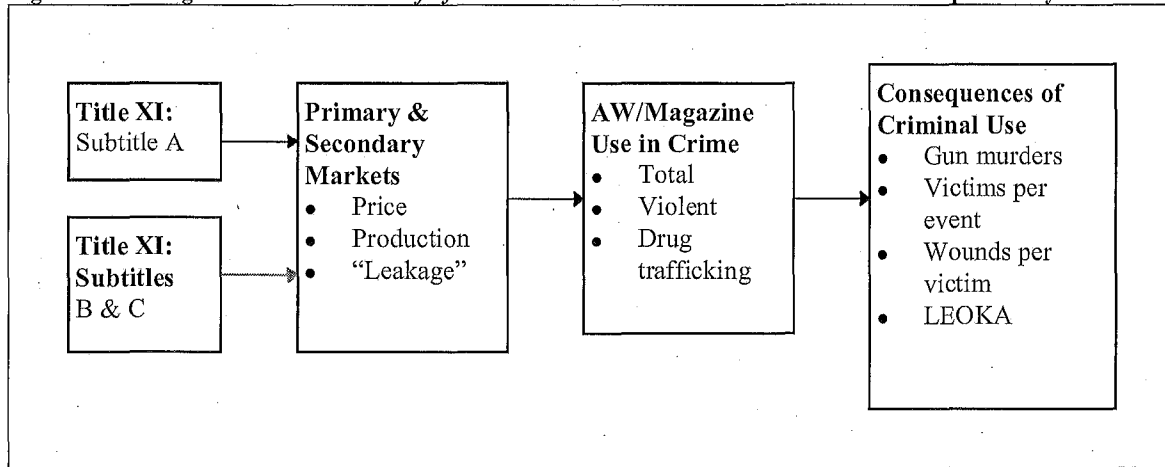 Title XI:
Subtitle A
Title XI:
Subtitles
B & C
Primary &
Secondary
Markets
• Price
• Production
• “Leakage”
AW/Magazine
Use in Crime
• Total
• Violent
• Drug
trafficking
Consequences of
Criminal Use
• Gun murders
• Victims per
event
• Wounds per
victim
• LEOKA